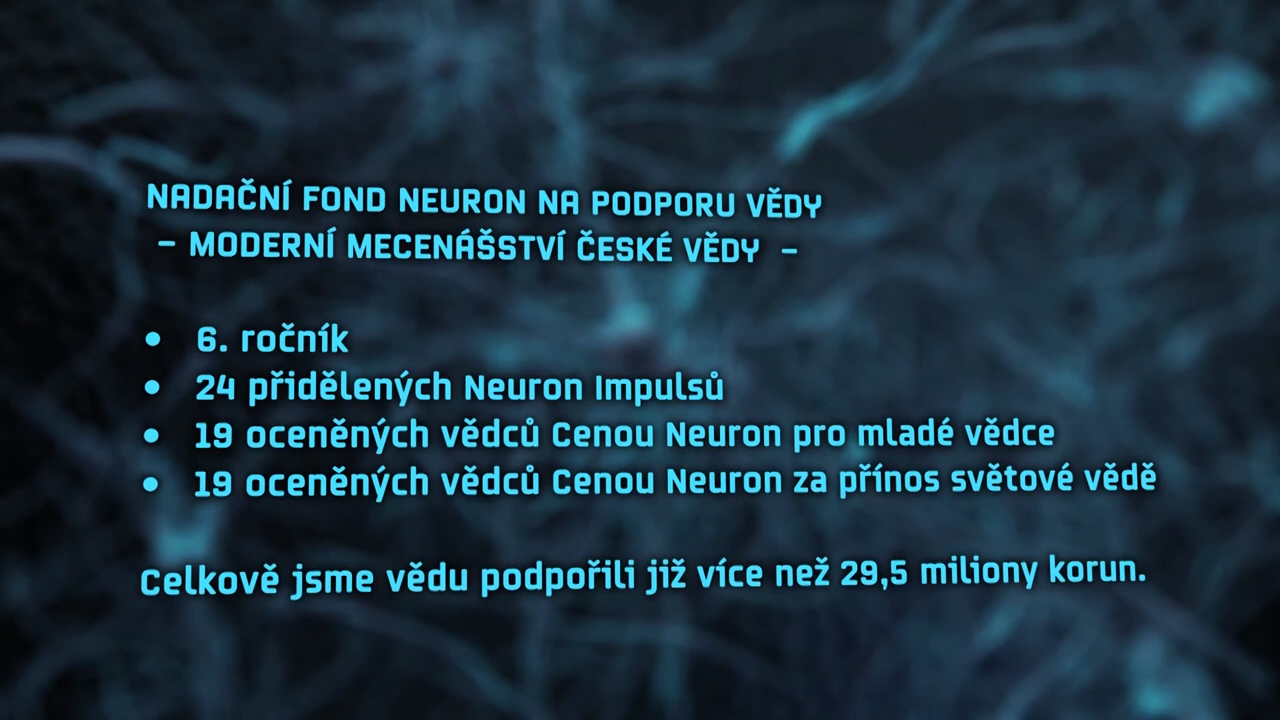 NADAČNÍ FOND NEURON NA PODPORU VĚDY
– MODERNÍ MECENÁŠSTVÍ ČESKÉ VĚDY –
• 6. ročník
• 24 přidělených Neuron Impulsů
• 19 oceněných vědců Cenou Neuron pro mladé vědce
• 19 oceněných vědců Cenou Neuron za přínos světové vědě
Celkově jsme vědu podpořili již více než 29,5 miliony korun.